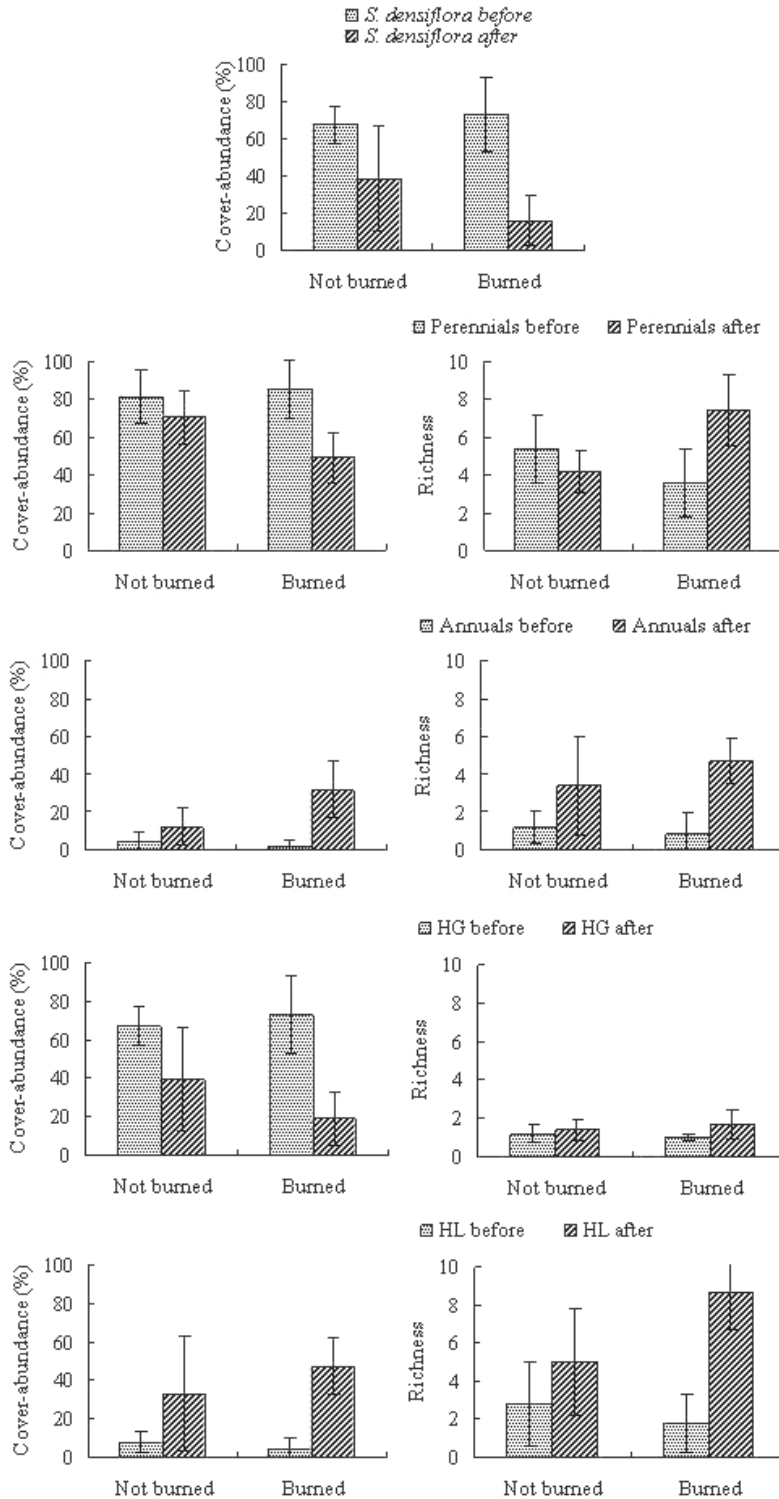 S. densiflora before
S. densiflora after
Cover-abundance (%)
100
80
60
40
20
0
Not burned Burned
Perennials before Perennials after
Cover-abundance (%)
100
80
60
40
20
0
Not burned Burned
Richness
10
8
6
4
2
0
Not burned Burned
Annuals before Annuals after
Cover-abundance (%)
100
80
60
40
20
0
Not burned Burned
Richness
10
8
6
4
2
0
Not burned Burned
HG before HG after
Cover-abundance (%)
100
80
60
40
20
0
Not burned Burned
Richness
10
8
6
4
2
0
Not burned Burned
HL before HL after
Cover-abundance (%)
100
80
60
40
20
0
Not burned Burned
Richness
10
8
6
4
2
0
Not burned Burned